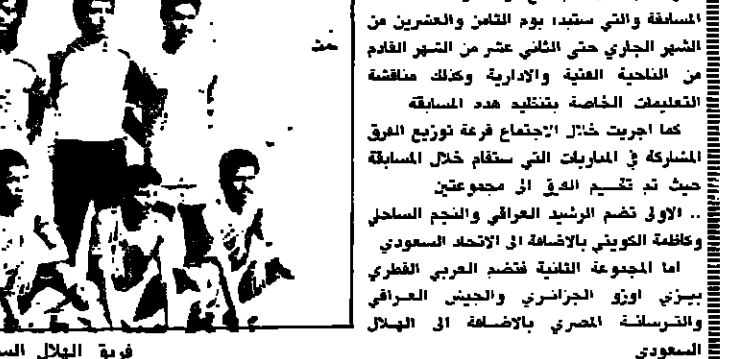 المسابقة والتي ستبدء يوم الثامن والعشرين من
الشهر الجاري حتى الثاني عشر من الشهر القادم
من الناحية الفنية والادارية وكذلك مناقشة
التعليمات الخاصة بتنظيد هدد المسابقة
كما اجريت خلال الاجتماع قرعة توزيع الفرق
المشاركة في المباريات التي ستقام خلال المسابقة
حيث تم تقسيم الفرق الى مجموعتين
.. الاولى تضم الرشيد العراقي والنجم الساحلي
وكاظمة الكويتي بالاضافة الى الاتحاد السعودي
اما المجموعة الثانية فتضم العربي القطري
بيزي اوزو الجزائري والجيش العراقي
والترسانة المصري بالاضافة الى الهلال
السعودي
فريق الهلال